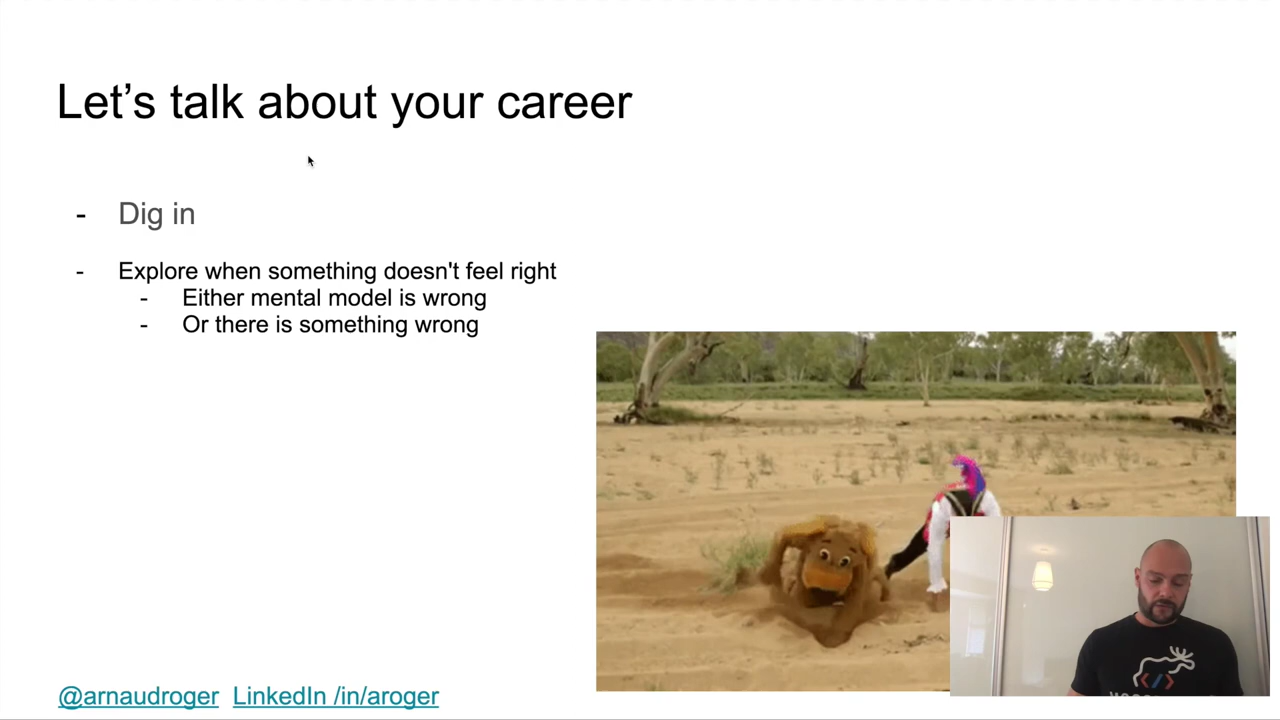 Let's talk about your career
- Dig in
- Explore when something doesn't feel right
- Either mental model is wrong
- Or there is something wrong
@arnaudroger LinkedIn /in/aroger